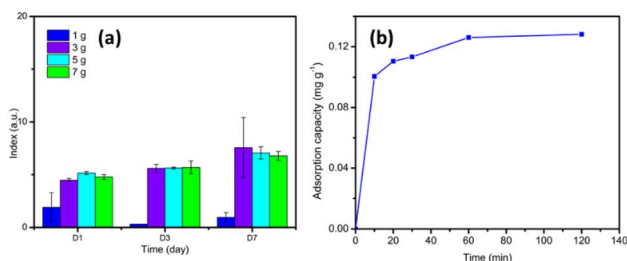 (a)
1 g
3 g
5 g
7 g
20
10
0
Index (a.u.)
D1
D3
D7
Time (day)
(b)
0.12
0.08
0.04
0.00
Adsorption capacity (mg g⁻¹)
0
20
40
60
80
100
120
140
Time (min)